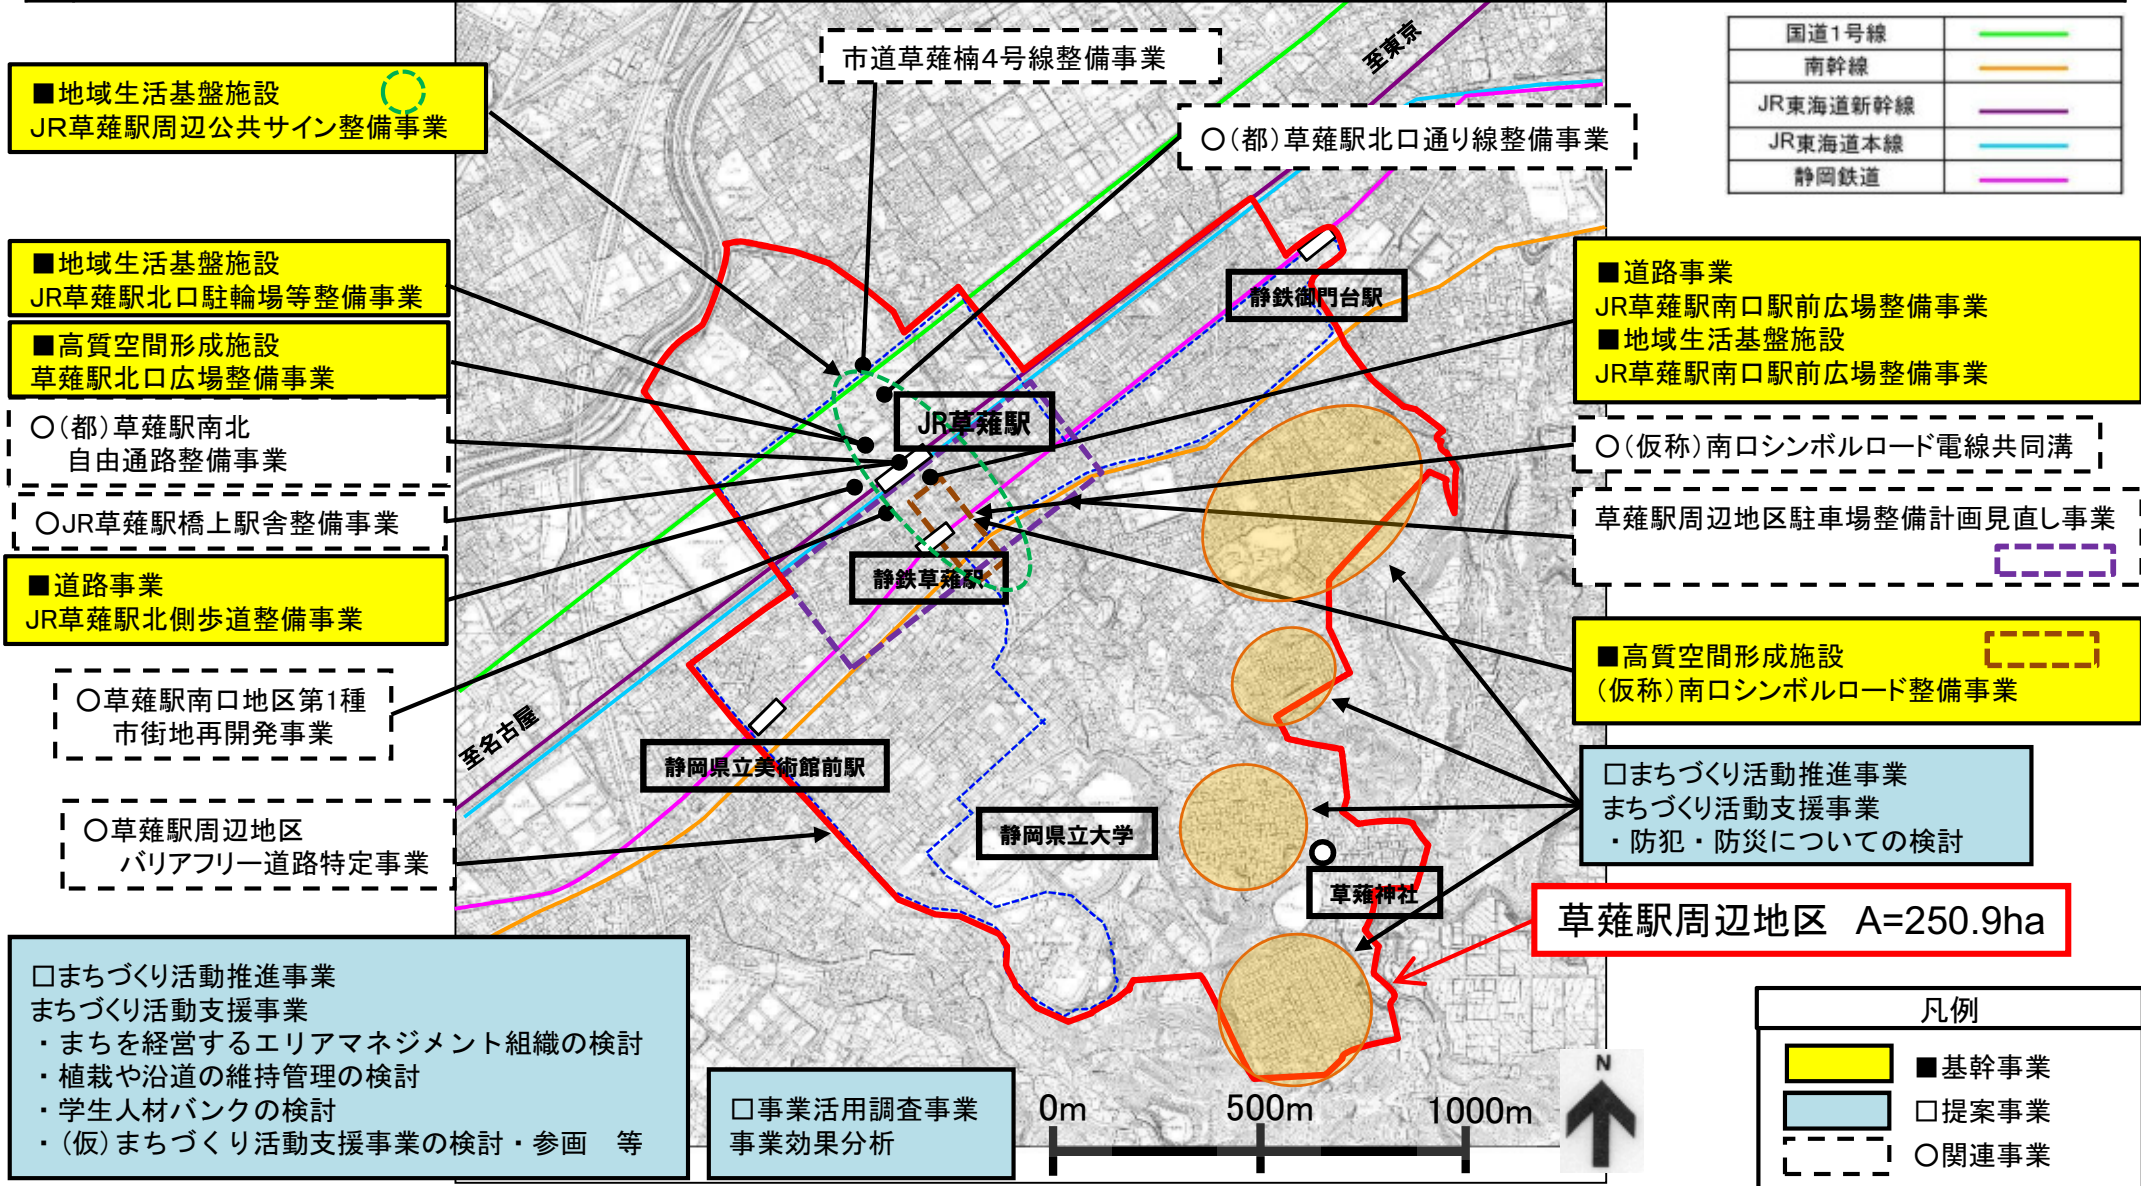 市道草薙楠4号線整備事業
至東京
国道1号線
南幹線
JR東海道新幹線
JR東海道本線
静岡鉄道
■地域生活基盤施設
JR草薙駅周辺公共サイン整備事業
○(都)草薙駅北口通り線整備事業
■地域生活基盤施設
JR草薙駅北口駐輪場等整備事業
■高質空間形成施設
草薙駅北口広場整備事業
○(都)草薙駅南北
自由通路整備事業
○JR草薙駅橋上駅舎整備事業
■道路事業
JR草薙駅北側歩道整備事業
○草薙駅南口地区第1種
市街地再開発事業
○草薙駅周辺地区
バリアフリー道路特定事業
静鉄御門台駅
JR草薙駅
静鉄草薙駅
至名古屋
静岡県立美術館前駅
静岡県立大学
草薙神社
■道路事業
JR草薙駅南口駅前広場整備事業
■地域生活基盤施設
JR草薙駅南口駅前広場整備事業
○(仮称)南口シンボルロード電線共同溝
草薙駅周辺地区駐車場整備計画見直し事業
■高質空間形成施設
(仮称)南口シンボルロード整備事業
□まちづくり活動推進事業
まちづくり活動支援事業
・防犯・防災についての検討
草薙駅周辺地区 A=250.9ha
□まちづくり活動推進事業
まちづくり活動支援事業
・まちを経営するエリアマネジメント組織の検討
・植栽や沿道の維持管理の検討
・学生人材バンクの検討
・(仮)まちづくり活動支援事業の検討・参画 等
□事業活用調査事業
事業効果分析
0m 500m 1000m
N
凡例
■基幹事業
□提案事業
○関連事業